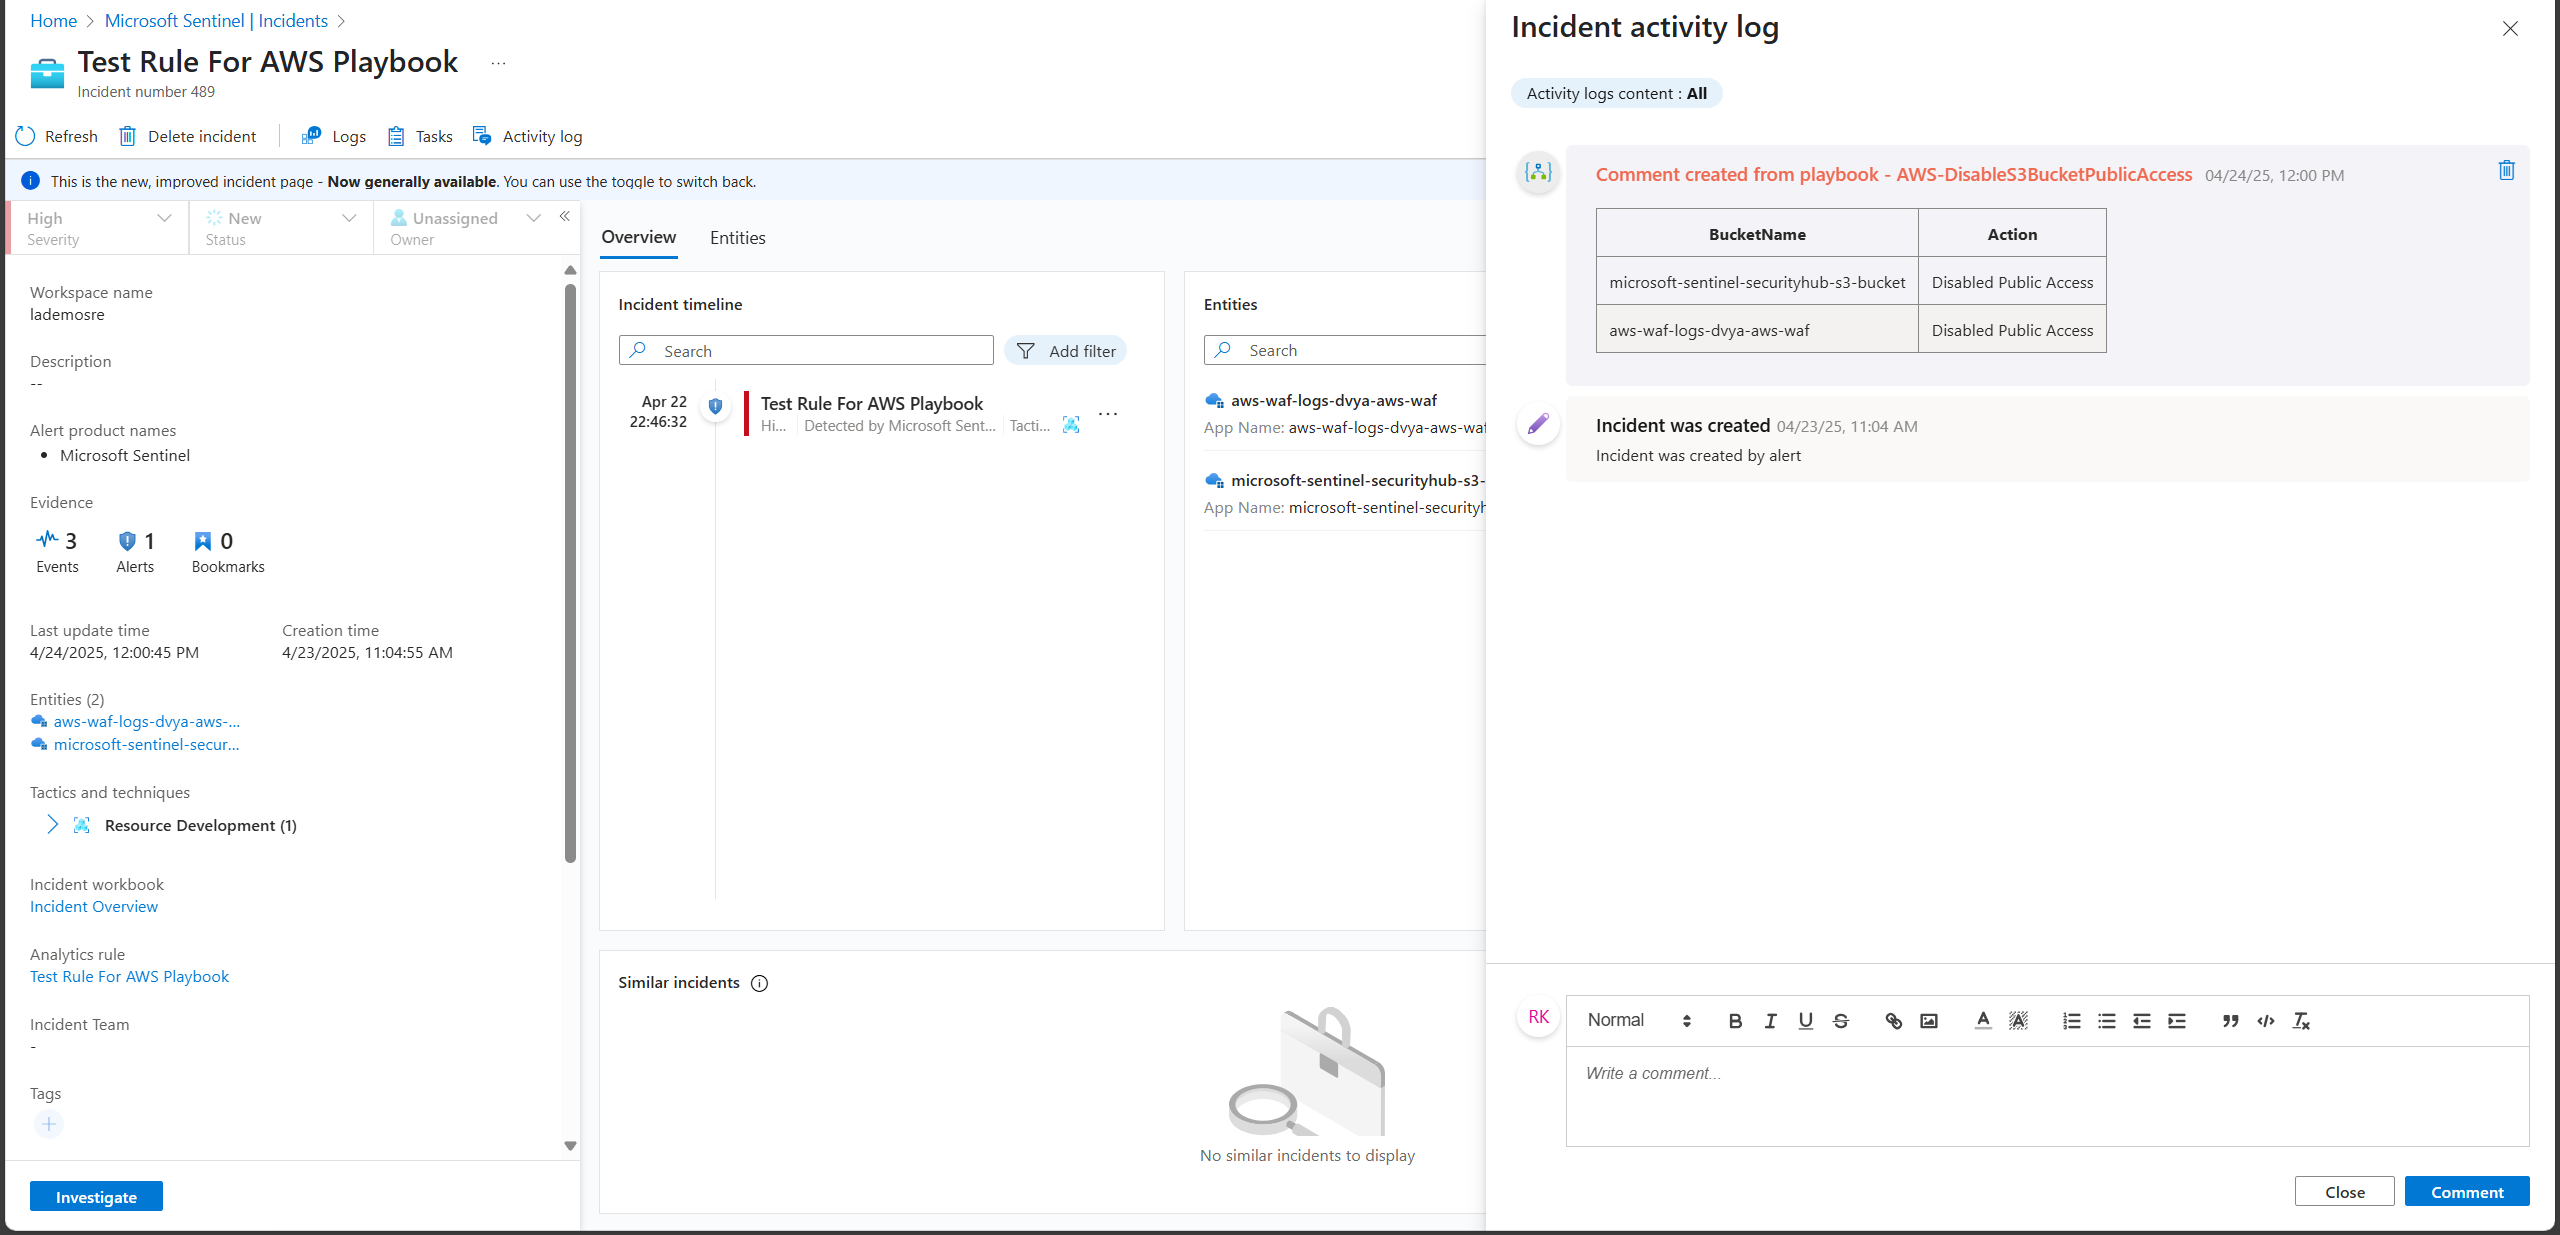 Home > Microsoft Sentinel | Incidents >
Test Rule For AWS Playbook ...
Incident number 489
Refresh Delete incident Logs Tasks Activity log
This is the new, improved incident page - Now generally available. You can use the toggle to switch back.
High
Severity
New
Status
Unassigned
Owner
Workspace name
lademosre
Description
--
Alert product names
• Microsoft Sentinel
Evidence
3 1 0
Events Alerts Bookmarks
Last update time Creation time
4/24/2025, 12:00:45 PM 4/23/2025, 11:04:55 AM
Entities (2)
aws-waf-logs-dvya-aws-...
microsoft-sentinel-secur...
Tactics and techniques
Resource Development (1)
Incident workbook
Incident Overview
Analytics rule
Test Rule For AWS Playbook
Incident Team
-
Tags
Investigate
Overview Entities
Incident timeline
Search Add filter
Apr 22
22:46:32
Test Rule For AWS Playbook
Hi... Detected by Microsoft Sent... Tacti...
...
Entities
Search
aws-waf-logs-dvya-aws-waf
App Name: aws-waf-logs-dvya-aws-waf
microsoft-sentinel-securityhub-s3-
App Name: microsoft-sentinel-securityh
Similar incidents
No similar incidents to display
Incident activity log
Activity logs content : All
Comment created from playbook - AWS-DisableS3BucketPublicAccess 04/24/25, 12:00 PM
BucketName Action
microsoft-sentinel-securityhub-s3-bucket Disabled Public Access
aws-waf-logs-dvya-aws-waf Disabled Public Access
Incident was created 04/23/25, 11:04 AM
Incident was created by alert
RK
Normal
Write a comment...
Close Comment